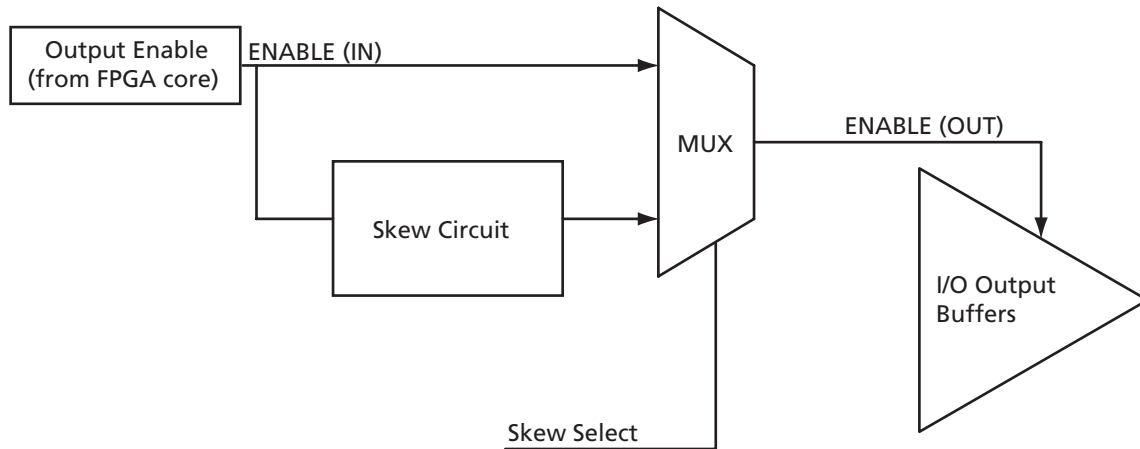 Output Enable
(from FPGA core)
ENABLE (IN)
MUX
ENABLE (OUT)
Skew Circuit
I/O Output
Buffers
Skew Select